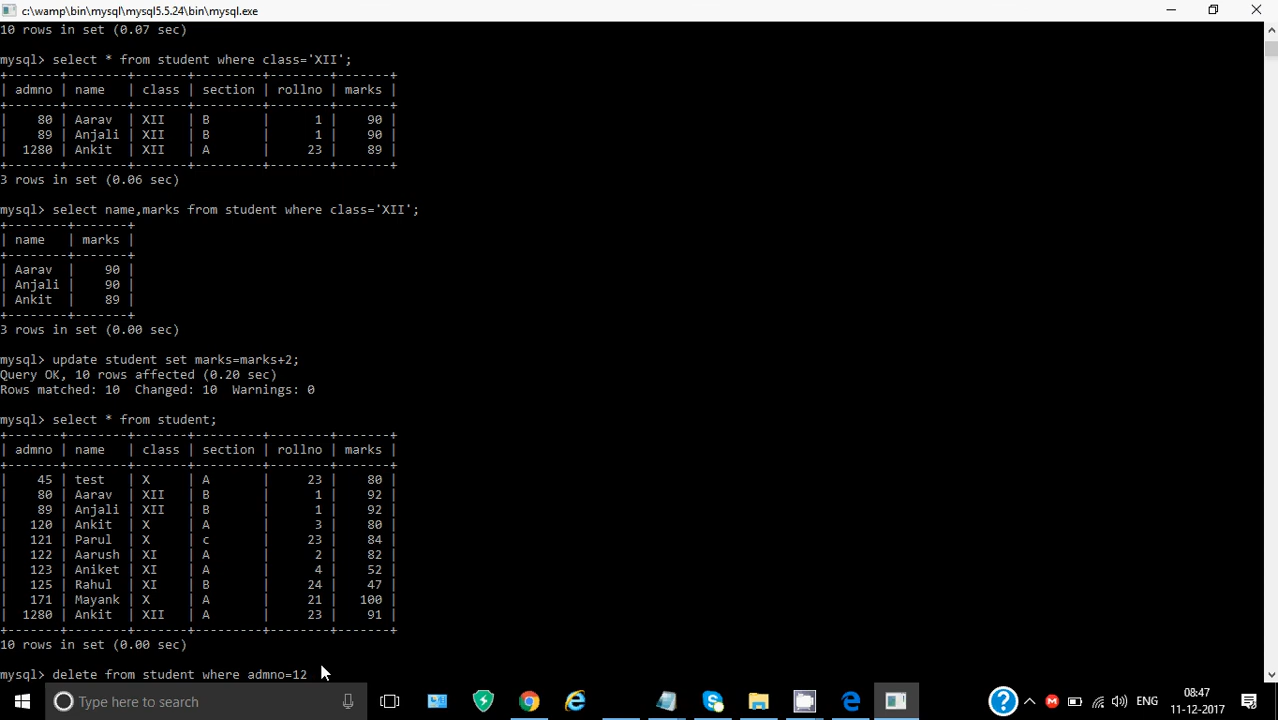 c:\wamp\bin\mysql\mysql5.5.24\bin\mysql.exe
10 rows in set (0.07 sec)
mysql> select * from student where class='XII';
+-------+--------+-------+---------+--------+-------+
| admno | name   | class | section | rollno | marks |
+-------+--------+-------+---------+--------+-------+
|    80 | Aarav  | XII   | B       |      1 |    90 |
|    89 | Anjali | XII   | B       |      1 |    90 |
|  1280 | Ankit  | XII   | A       |     23 |    89 |
+-------+--------+-------+---------+--------+-------+
3 rows in set (0.06 sec)
mysql> select name,marks from student where class='XII';
+--------+-------+
| name   | marks |
+--------+-------+
| Aarav  |    90 |
| Anjali |    90 |
| Ankit  |    89 |
+--------+-------+
3 rows in set (0.00 sec)
mysql> update student set marks=marks+2;
Query OK, 10 rows affected (0.20 sec)
Rows matched: 10  Changed: 10  Warnings: 0
mysql> select * from student;
+-------+--------+-------+---------+--------+-------+
| admno | name   | class | section | rollno | marks |
+-------+--------+-------+---------+--------+-------+
|    45 | test   | X     | A       |     23 |    80 |
|    80 | Aarav  | XII   | B       |      1 |    92 |
|    89 | Anjali | XII   | B       |      1 |    92 |
|   120 | Ankit  | X     | A       |      3 |    80 |
|   121 | Parul  | X     | c       |     23 |    84 |
|   122 | Aarush | XI    | A       |      2 |    82 |
|   123 | Aniket | XI    | A       |      4 |    52 |
|   125 | Rahul  | XI    | B       |     24 |    47 |
|   171 | Mayank | X     | A       |     21 |   100 |
|  1280 | Ankit  | XII   | A       |     23 |    91 |
+-------+--------+-------+---------+--------+-------+
10 rows in set (0.00 sec)
mysql> delete from student where admno=12
Type here to search
ENG
08:47
11-12-2017